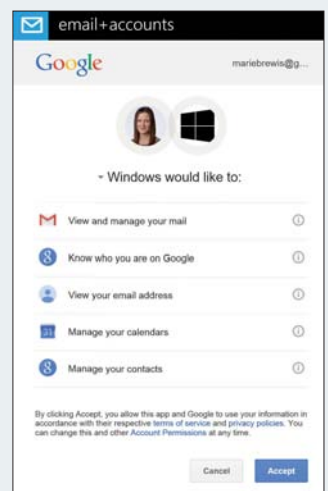 email+accounts
Google
mariebrewis@g...
Windows would like to:
View and manage your mail
8 Know who you are on Google
View your email address
31 Manage your calendars
8 Manage your contacts
By clicking Accept, you allow this app and Google to use your information in
accordance with their respective terms of service and privacy policies. You
can change this and other Account Permissions at any time.
Cancel Accept